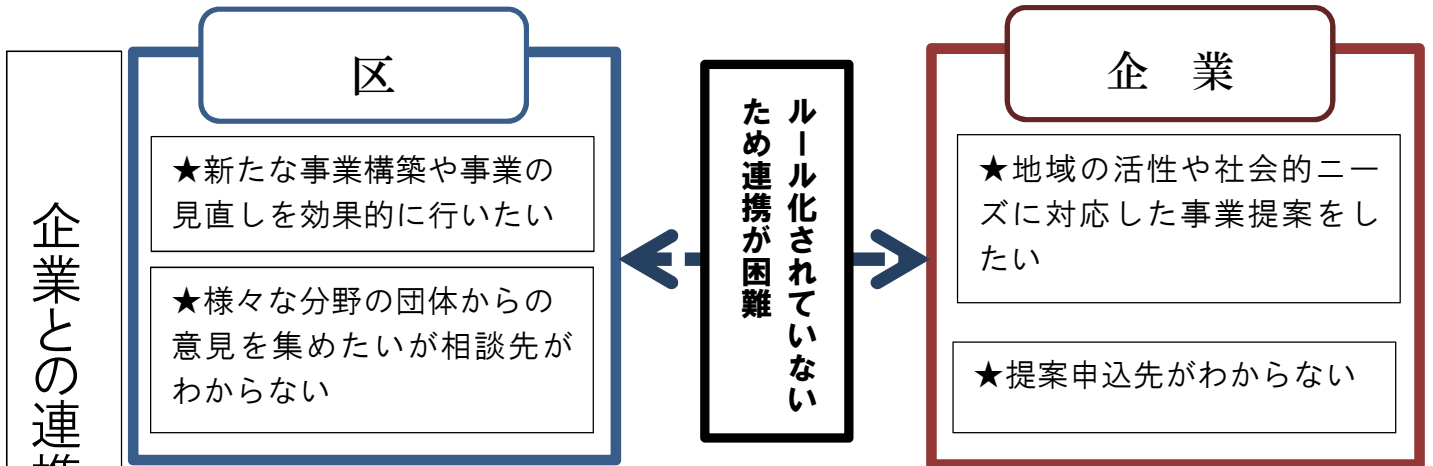 企業との連携
区
★新たな事業構築や事業の
見直しを効果的に行いたい
★様々な分野の団体からの
意見を集めたいが相談先が
わからない
ルール化されていない
ため連携が困難
企　業
★地域の活性や社会的ニー
ズに対応した事業提案をし
たい
★提案申込先がわからない